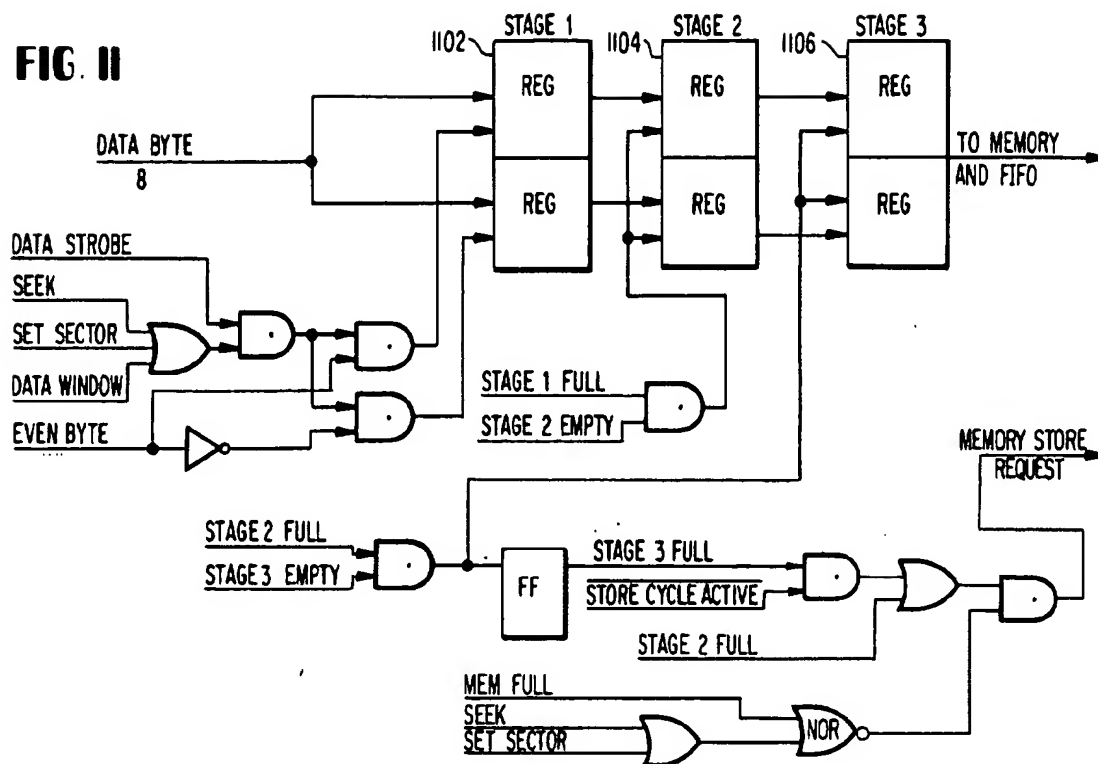 FIG. 11
STAGE 1
STAGE 2
STAGE 3
1102
1104
1106
REG
REG
REG
DATA BYTE
8
TO MEMORY
AND FIFO
REG
REG
REG
DATA STROBE
SEEK
SET SECTOR
DATA WINDOW
EVEN BYTE
STAGE 1 FULL
STAGE 2 EMPTY
MEMORY STORE
REQUEST
STAGE 2 FULL
STAGE 3 EMPTY
FF
STAGE 3 FULL
STORE CYCLE ACTIVE
STAGE 2 FULL
MEM FULL
SEEK
SET SECTOR
NOR